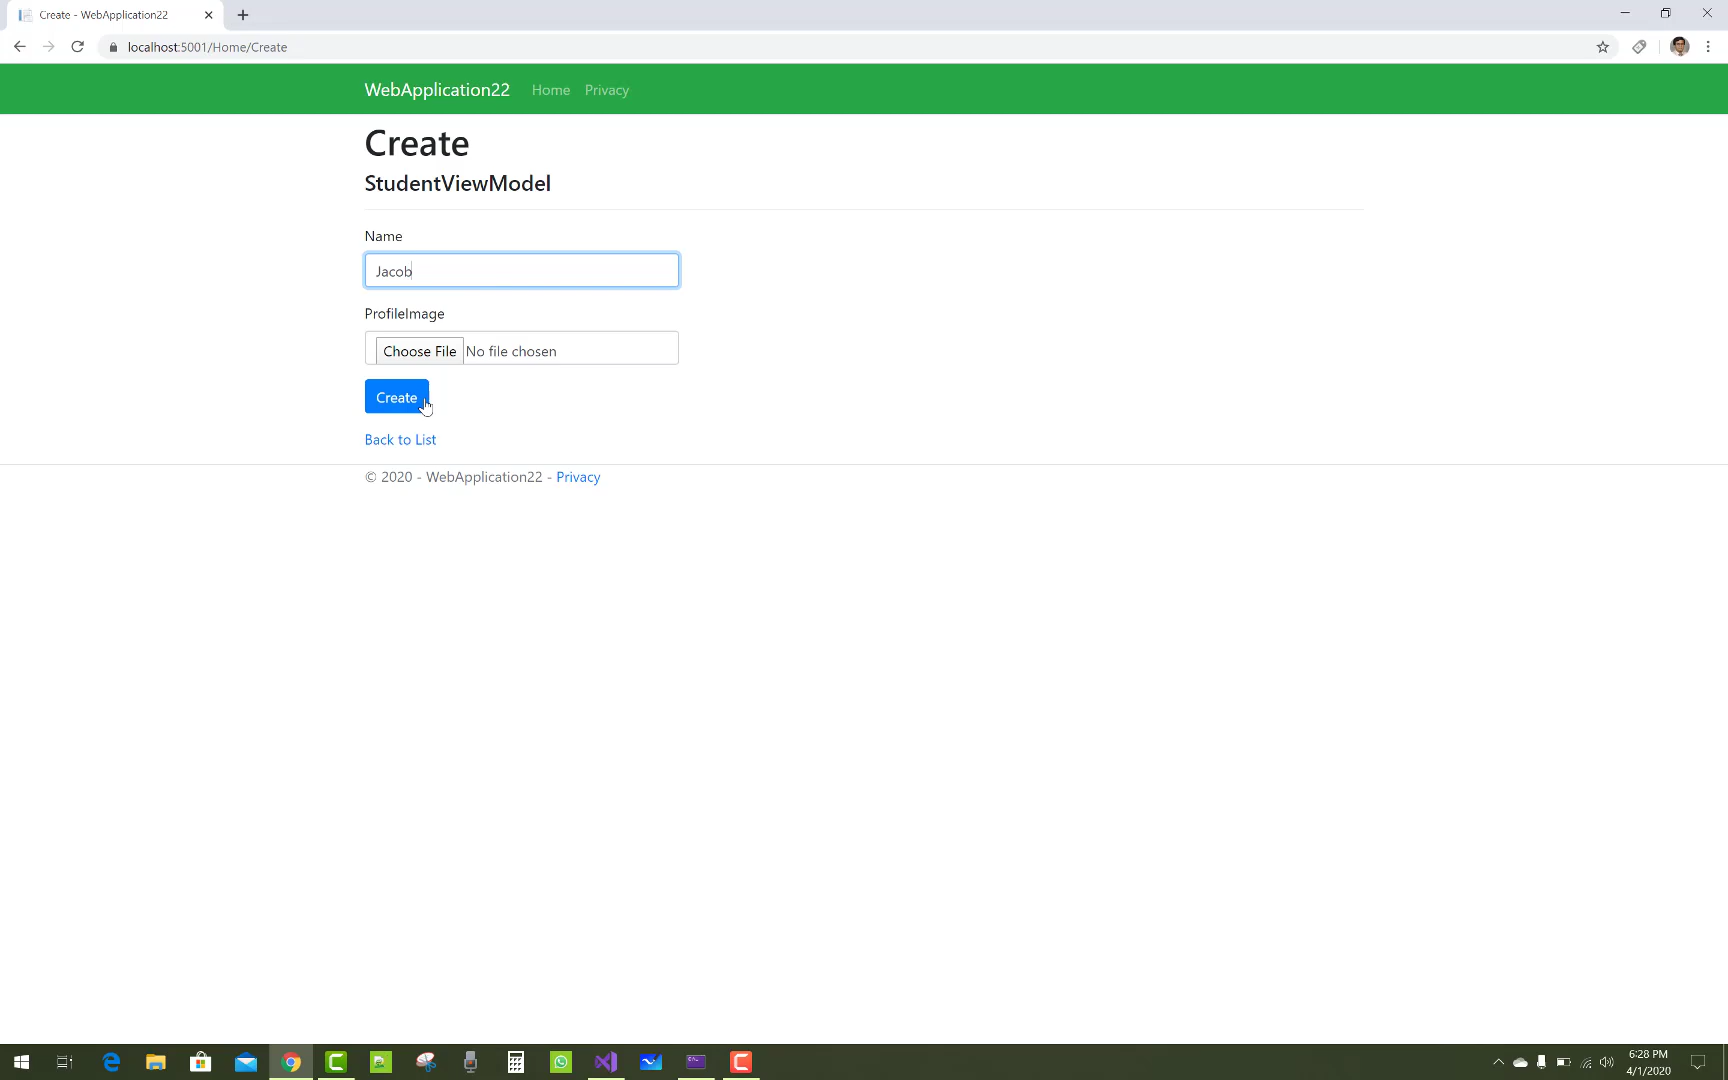 Create - WebApplication22
localhost:5001/Home/Create
WebApplication22 Home Privacy
Create
StudentViewModel
Name
Jacob
ProfileImage
Choose File No file chosen
Create
Back to List
© 2020 - WebApplication22 - Privacy
6:28 PM
4/1/2020